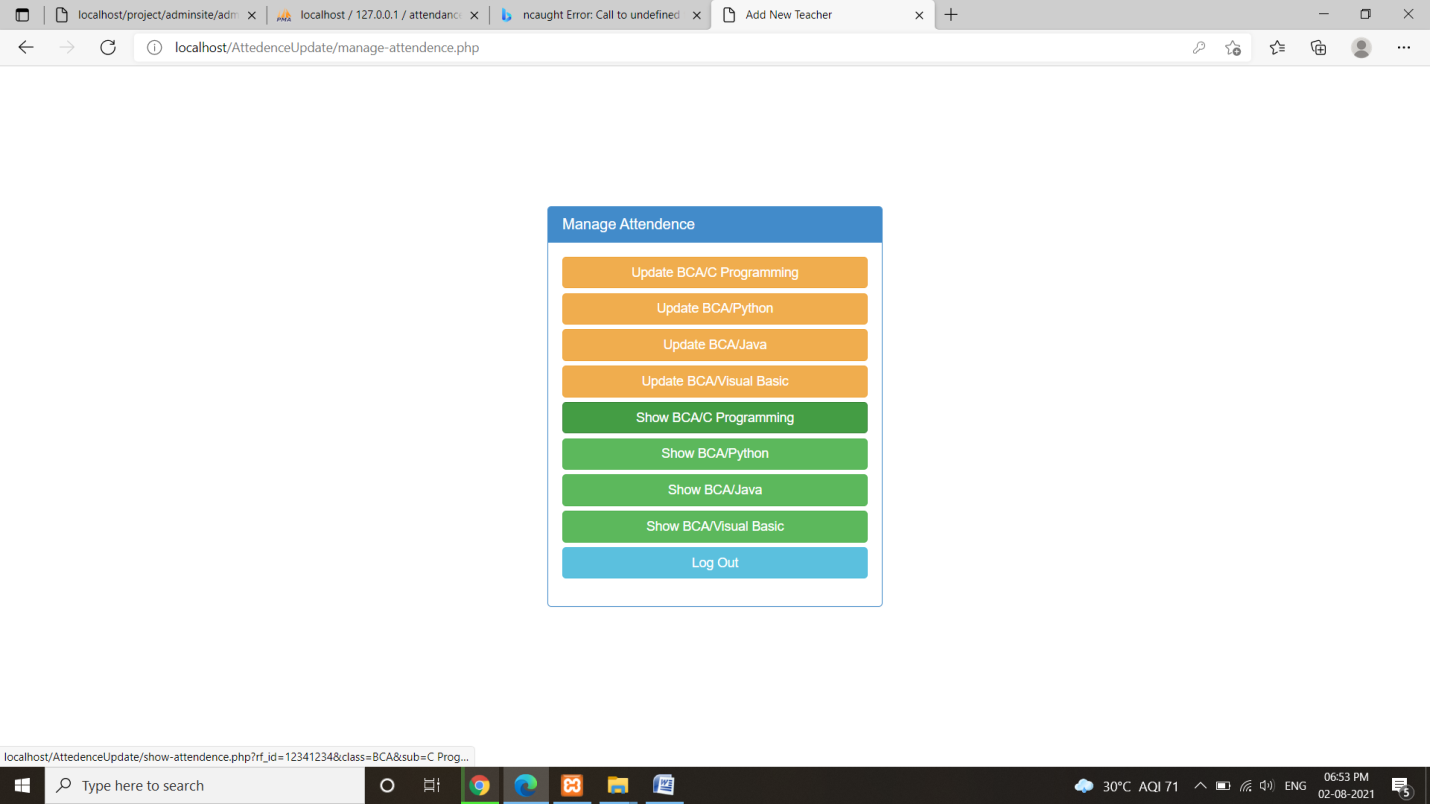 localhost/project/adminsite/adm
localhost / 127.0.0.1 / attendance
ncaught Error: Call to undefined
Add New Teacher
localhost/AttedenceUpdate/manage-attendence.php
Manage Attendence
Update BCA/C Programming
Update BCA/Python
Update BCA/Java
Update BCA/Visual Basic
Show BCA/C Programming
Show BCA/Python
Show BCA/Java
Show BCA/Visual Basic
Log Out
localhost/AttedenceUpdate/show-attendence.php?rf_id=12341234&class=BCA&sub=C Prog...
Type here to search
30°C AQI 71
ENG
06:53 PM
02-08-2021
5